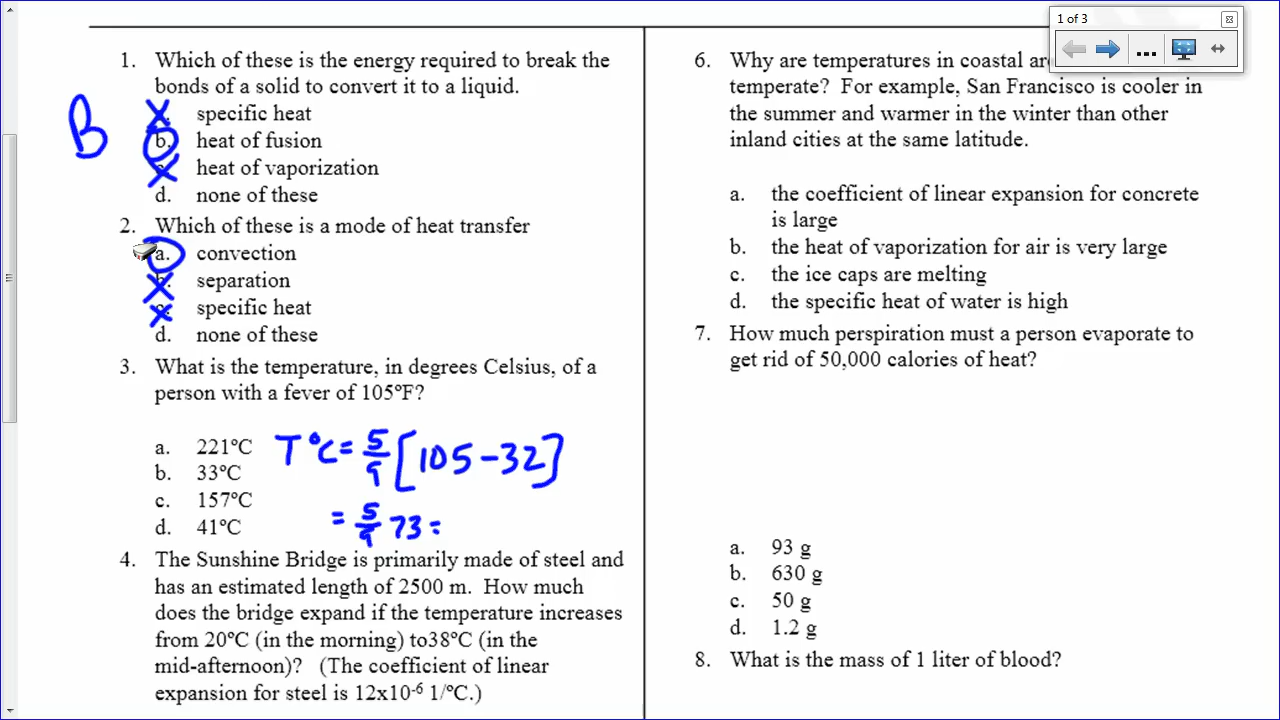 1 of 3
1. Which of these is the energy required to break the
bonds of a solid to convert it to a liquid.
B
specific heat
b. heat of fusion
heat of vaporization
d. none of these
2. Which of these is a mode of heat transfer
a. convection
separation
specific heat
d. none of these
3. What is the temperature, in degrees Celsius, of a
person with a fever of 105ºF?
a. 221ºC
b. 33ºC
c. 157ºC
d. 41ºC
T°C = 5/9 [105 - 32]
= 5/9 73 =
4. The Sunshine Bridge is primarily made of steel and
has an estimated length of 2500 m. How much
does the bridge expand if the temperature increases
from 20ºC (in the morning) to38ºC (in the
mid-afternoon)? (The coefficient of linear
expansion for steel is 12x10⁻⁶ 1/ºC.)
6. Why are temperatures in coastal
temperate? For example, San Francisco is cooler in
the summer and warmer in the winter than other
inland cities at the same latitude.
a. the coefficient of linear expansion for concrete
is large
b. the heat of vaporization for air is very large
c. the ice caps are melting
d. the specific heat of water is high
7. How much perspiration must a person evaporate to
get rid of 50,000 calories of heat?
a. 93 g
b. 630 g
c. 50 g
d. 1.2 g
8. What is the mass of 1 liter of blood?